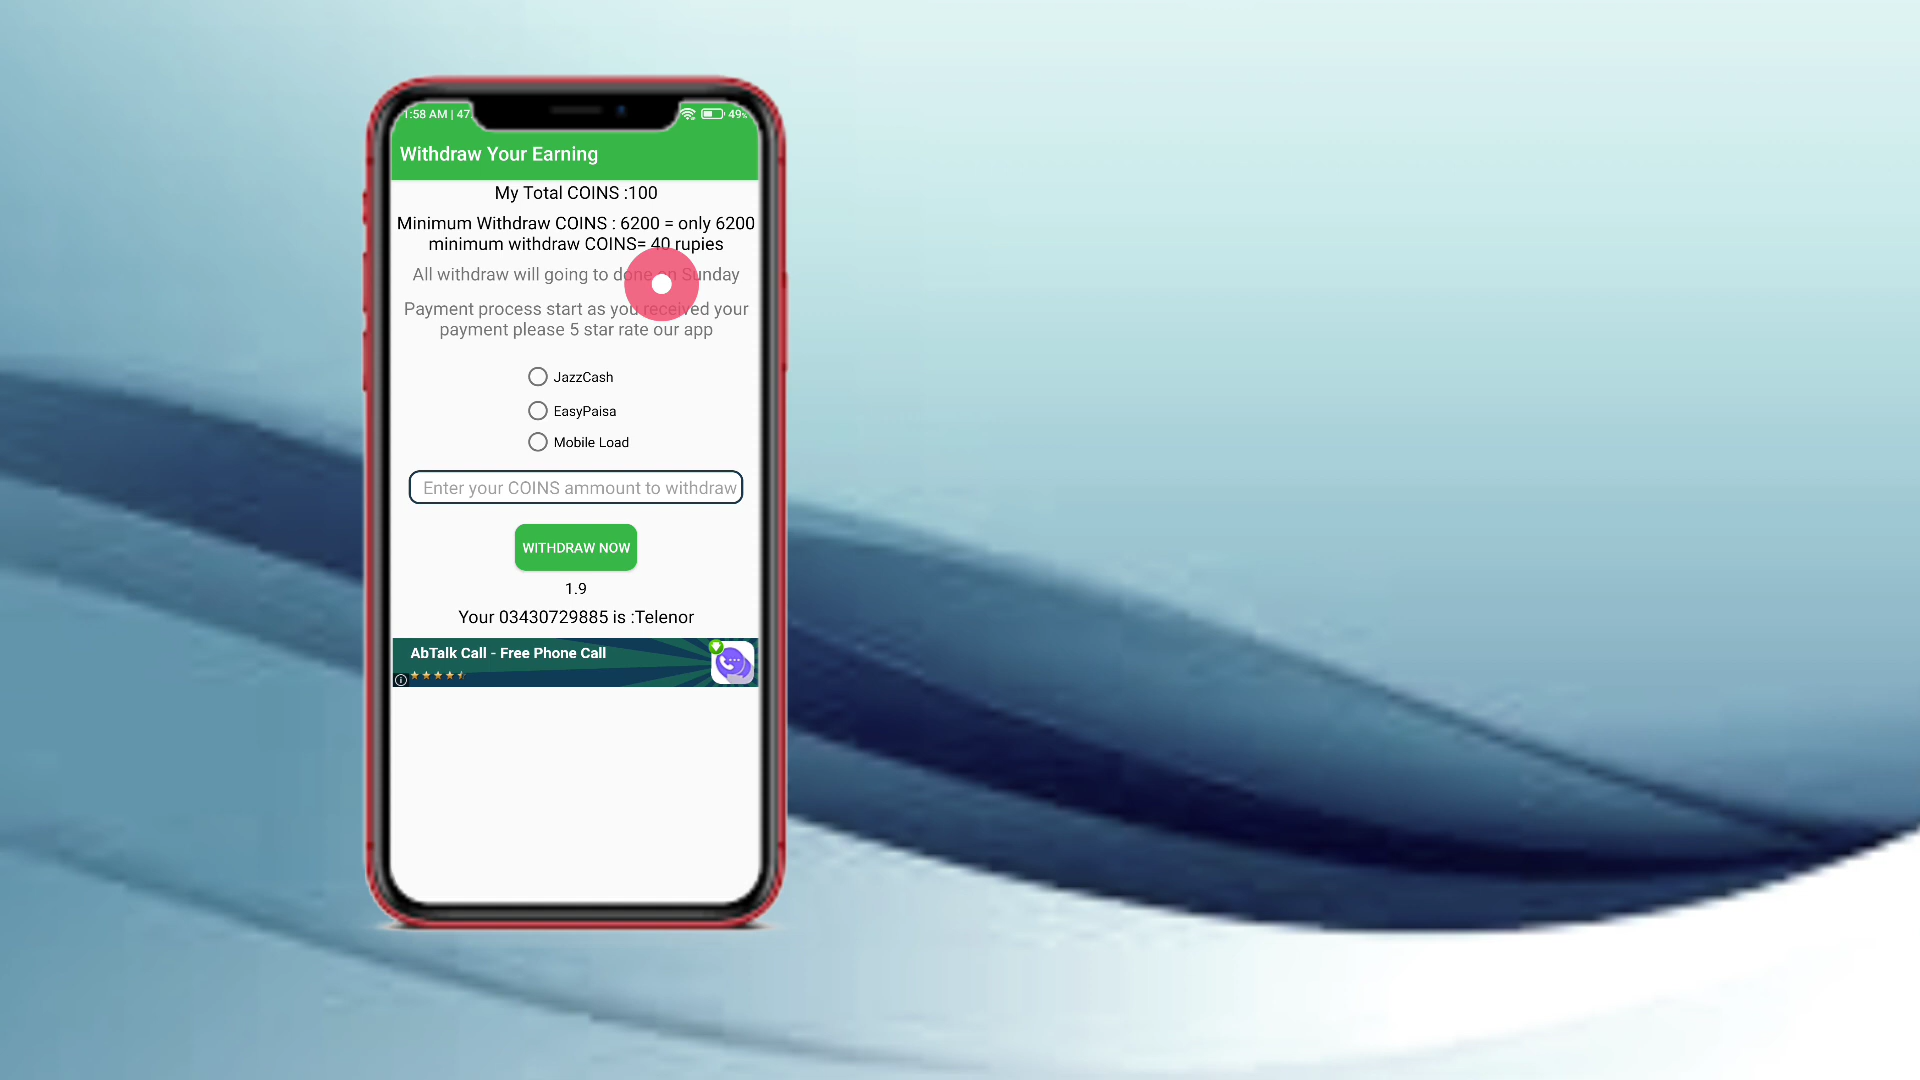 1:58 AM | 47
49%
Withdraw Your Earning
My Total COINS :100
Minimum Withdraw COINS : 6200 = only 6200
minimum withdraw COINS= 40 rupies
All withdraw will going to done on Sunday
Payment process start as you received your
payment please 5 star rate our app
JazzCash
EasyPaisa
Mobile Load
Enter your COINS ammount to withdraw
WITHDRAW NOW
1.9
Your 03430729885 is :Telenor
AbTalk Call - Free Phone Call